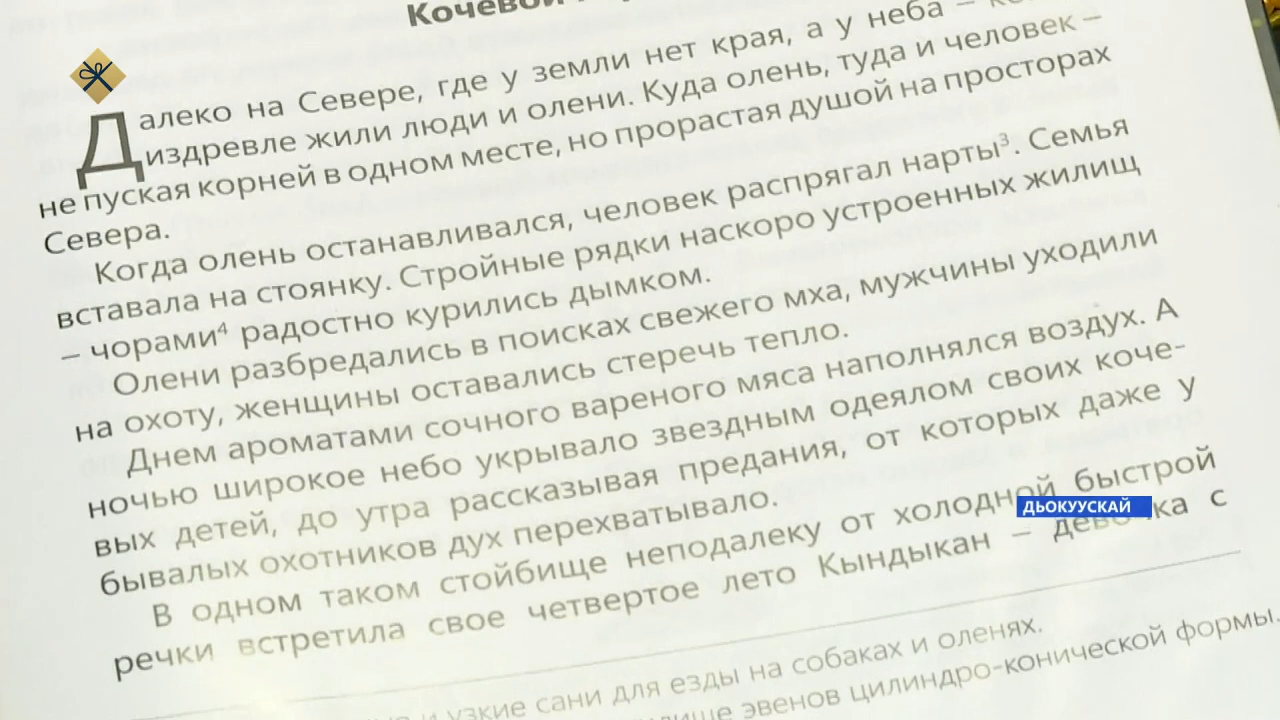 Кочевой
Далеко на Севере, где у земли нет края, а у неба –
издревле жили люди и олени. Куда олень, туда и человек –
не пуская корней в одном месте, но прорастая душой на просторах
Севера.
Когда олень останавливался, человек распрягал нарты³. Семья
вставала на стоянку. Стройные рядки наскоро устроенных жилищ
– чорами⁴ радостно курились дымком.
Олени разбредались в поисках свежего мха, мужчины уходили
на охоту, женщины оставались стеречь тепло.
Днем ароматами сочного вареного мяса наполнялся воздух. А
ночью широкое небо укрывало звездным одеялом своих коче-
вых детей, до утра рассказывая предания, от которых даже у
бывалых охотников дух перехватывало.
В одном таком стойбище неподалеку от холодной быстрой
речки встретила свое четвертое лето Кындыкан – девочка с
и узкие сани для езды на собаках и оленях.
эвенов цилиндро-конической формы.
ДЬОКУУСКАЙ